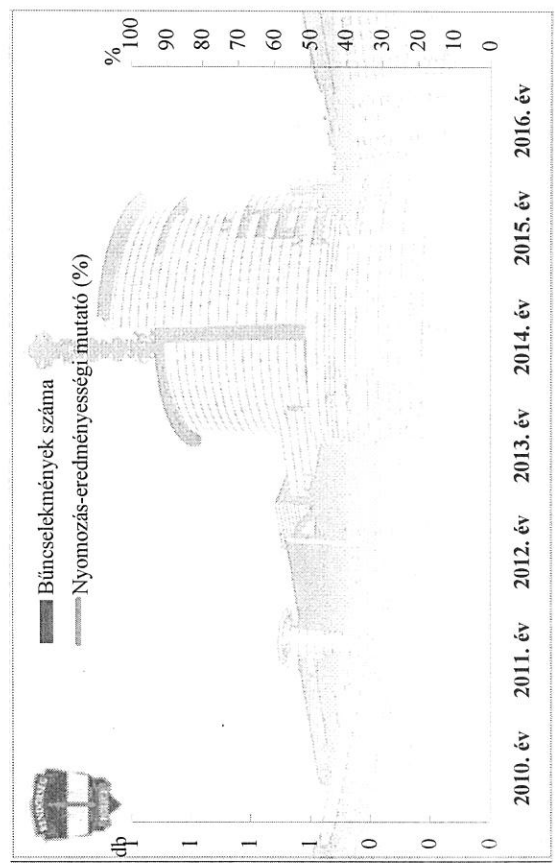 Bűncselekmények száma
Nyomozás-eredményességi mutató (%)
db
1
1
1
1
0
0
0
%
100
90
80
70
60
50
40
30
20
10
0
2010. év
2011. év
2012. év
2013. év
2014. év
2015. év
2016. év